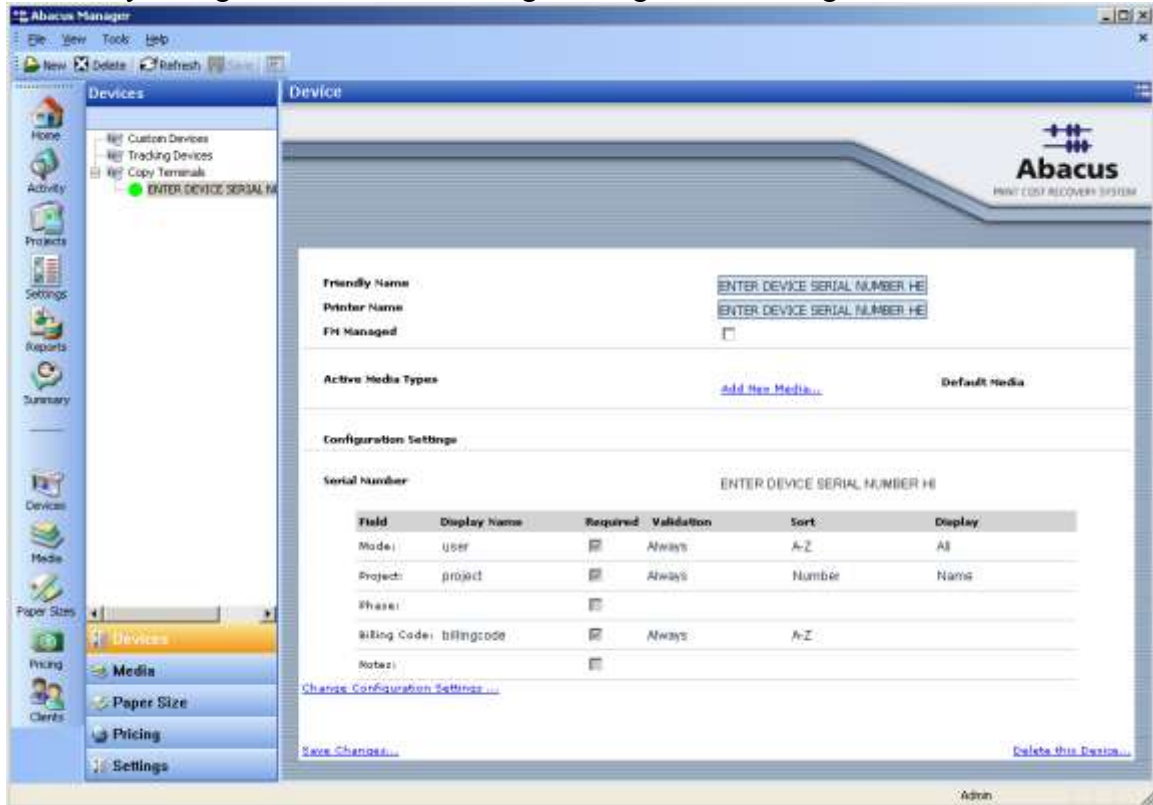 Abacus Manager
File View Tools Help
New Delete Refresh Save
Devices
Device
Home
Activity
Projects
Settings
Reports
Summary
Devices
Media
Paper Sizes
Pricing
Clients
Custom Devices
Tracking Devices
Copy Terminals
ENTER DEVICE SERIAL N
Devices
Media
Paper Size
Pricing
Settings
Abacus
PRINT COST RECOVERY SYSTEM
Friendly Name ENTER DEVICE SERIAL NUMBER HE
Printer Name ENTER DEVICE SERIAL NUMBER HE
FM Managed
Active Media Types Add New Media... Default Media
Configuration Settings
Serial Number ENTER DEVICE SERIAL NUMBER HE
Field Display Name Required Validation Sort Display
Mode: user Always A-Z All
Project: project Always Number Name
Phase:
Billing Code: billingcode Always A-Z
Notes:
Change Configuration Settings ...
Save Changes... Delete this Device...
Admin